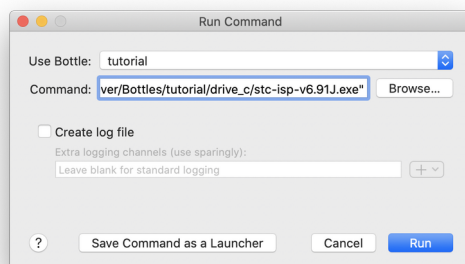 Run Command
Use Bottle: tutorial
Command: ver/Bottles/tutorial/drive_c/stc-isp-v6.91J.exe" Browse...
Create log file
Extra logging channels (use sparingly):
Leave blank for standard logging +
? Save Command as a Launcher Cancel Run